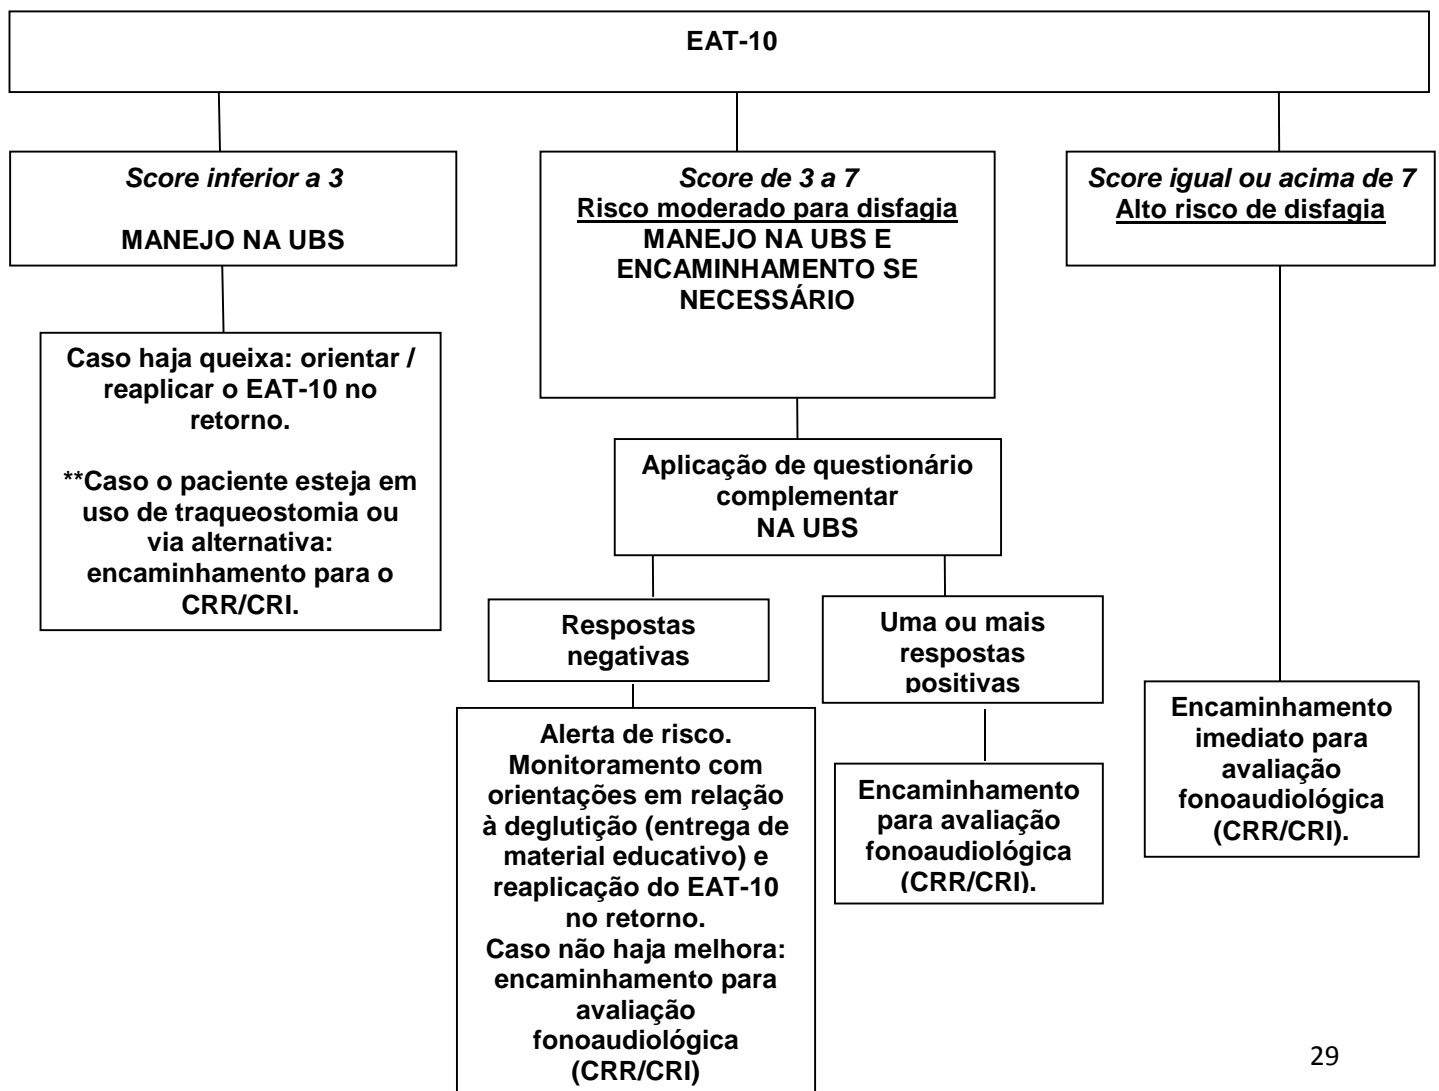 EAT-10
Score inferior a 3
MANEJO NA UBS
Caso haja queixa: orientar /
reaplicar o EAT-10 no
retorno.
**Caso o paciente esteja em
uso de traqueostomia ou
via alternativa:
encaminhamento para o
CRR/CRI.
Score de 3 a 7
Risco moderado para disfagia
MANEJO NA UBS E
ENCAMINHAMENTO SE
NECESSÁRIO
Aplicação de questionário
complementar
NA UBS
Respostas
negativas
Alerta de risco.
Monitoramento com
orientações em relação
à deglutição (entrega de
material educativo) e
reaplicação do EAT-10
no retorno.
Caso não haja melhora:
encaminhamento para
avaliação
fonoaudiológica
(CRR/CRI)
Uma ou mais
respostas
positivas
Encaminhamento
para avaliação
fonoaudiológica
(CRR/CRI).
Score igual ou acima de 7
Alto risco de disfagia
Encaminhamento
imediato para
avaliação
fonoaudiológica
(CRR/CRI).
29